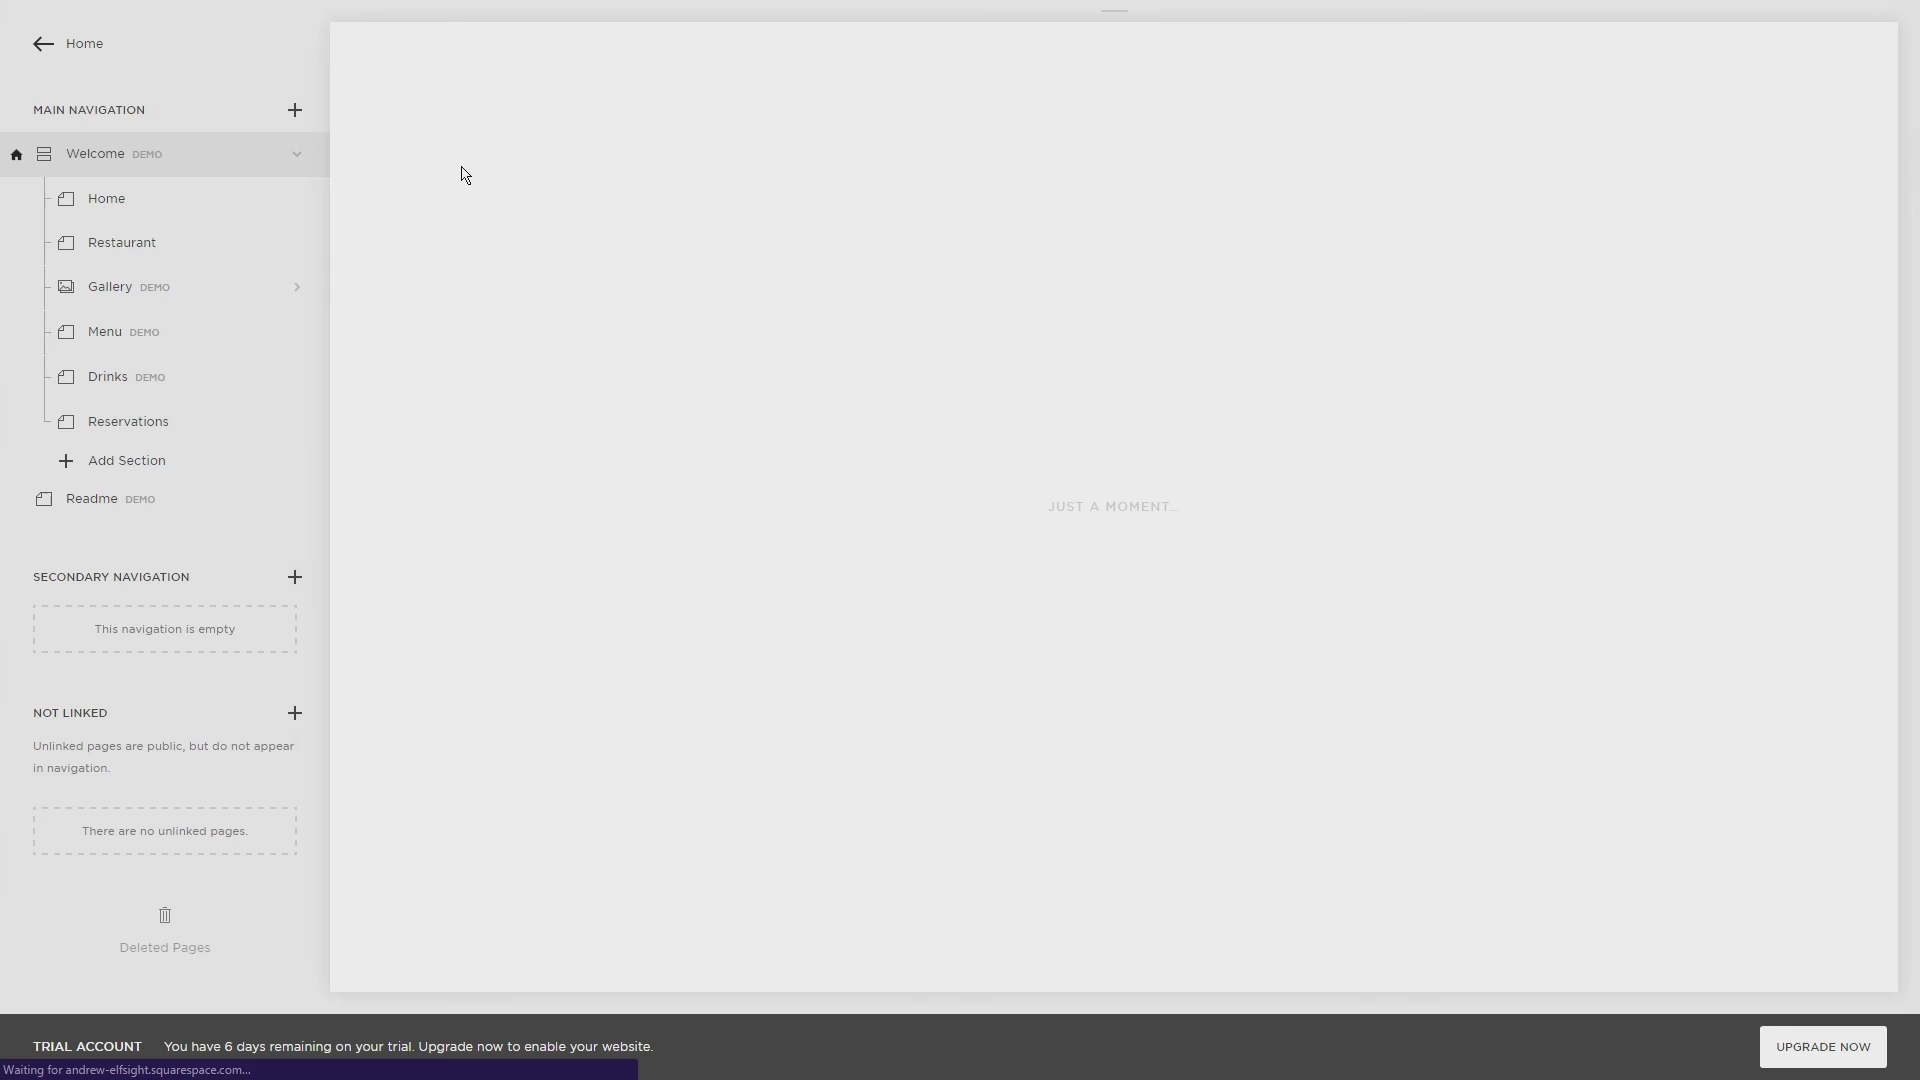 Home
MAIN NAVIGATION
Welcome DEMO
Home
Restaurant
Gallery DEMO
Menu DEMO
Drinks DEMO
Reservations
Add Section
Readme DEMO
JUST A MOMENT...
SECONDARY NAVIGATION
This navigation is empty
NOT LINKED
Unlinked pages are public, but do not appear
in navigation.
There are no unlinked pages.
Deleted Pages
TRIAL ACCOUNT You have 6 days remaining on your trial. Upgrade now to enable your website.
UPGRADE NOW
Waiting for andrew-elfsight.squarespace.com...